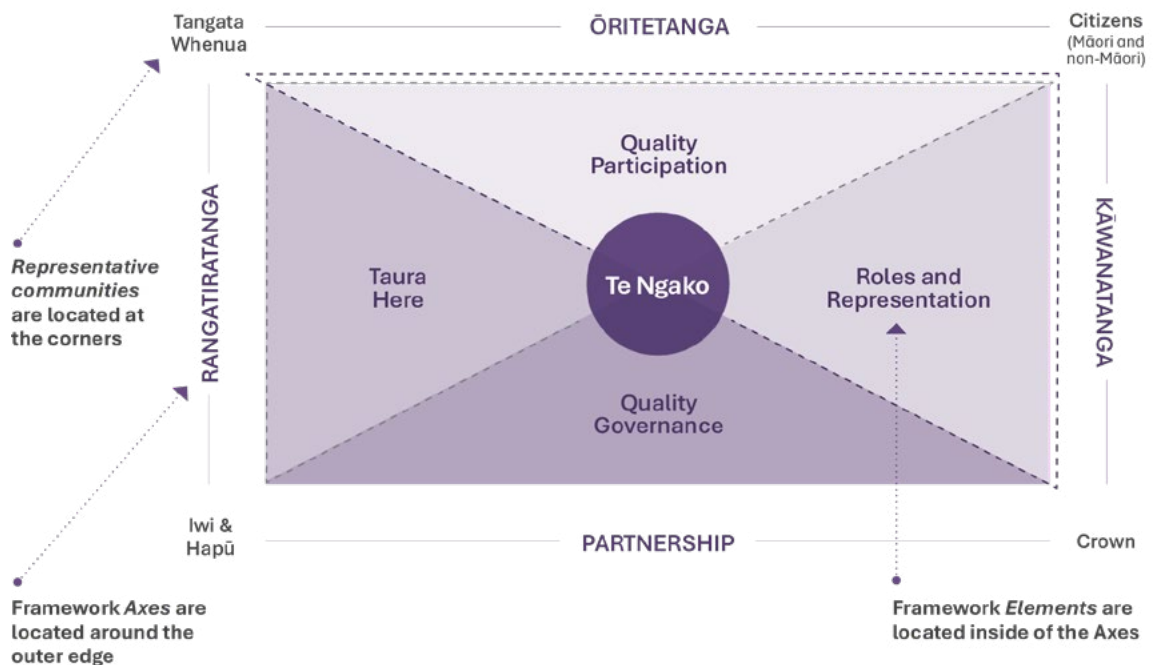 Tangata
Whenua
ŌRITETANGA
Citizens
(Māori and
non-Māori)
Quality
Participation
RANGATIRATANGA
KĀWANATANGA
Representative
communities
are located at
the corners
Taura
Here
Te Ngako
Roles and
Representation
Quality
Governance
Iwi &
Hapū
PARTNERSHIP
Crown
Framework Axes are
located around the
outer edge
Framework Elements are
located inside of the Axes